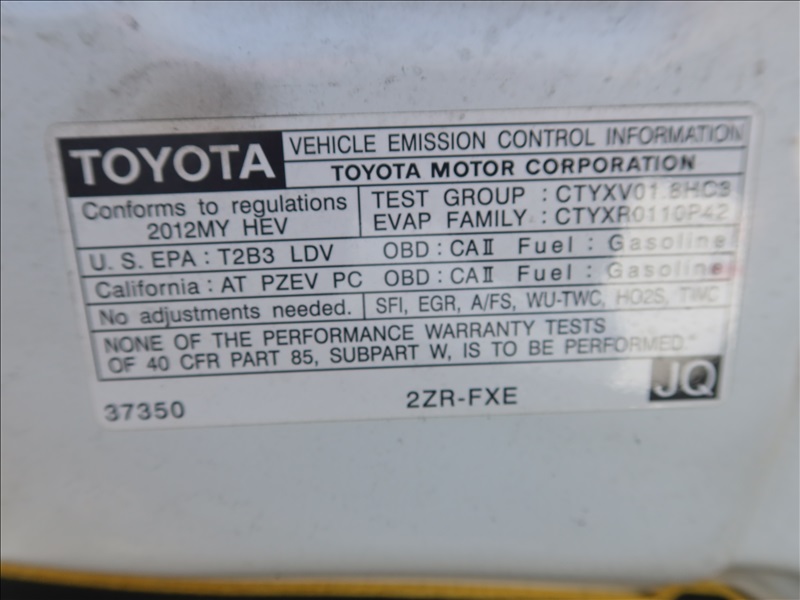 TOYOTA
VEHICLE EMISSION CONTROL INFORMATION
TOYOTA MOTOR CORPORATION
Conforms to regulations
2012MY HEV
TEST GROUP : CTYXV01.8HC3
EVAP FAMILY : CTYXR0110P42
U. S. EPA : T2B3 LDV OBD : CAⅡ Fuel : Gasoline
California : AT PZEV PC OBD : CAⅡ Fuel : Gasoline
No adjustments needed. SFI, EGR, A/FS, WU-TWC, HO2S, TWC
NONE OF THE PERFORMANCE WARRANTY TESTS
OF 40 CFR PART 85, SUBPART W, IS TO BE PERFORMED.
37350 2ZR-FXE JQ